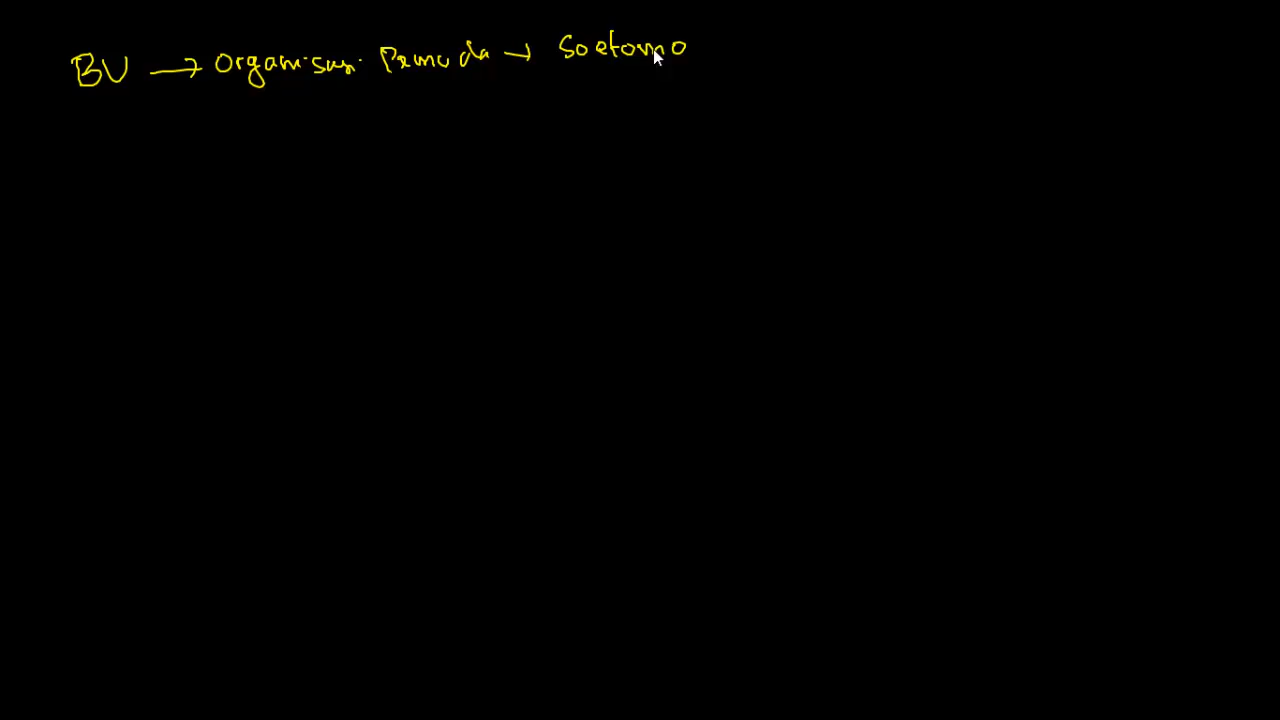 BU → Organisasi Pemuda → Soetomo